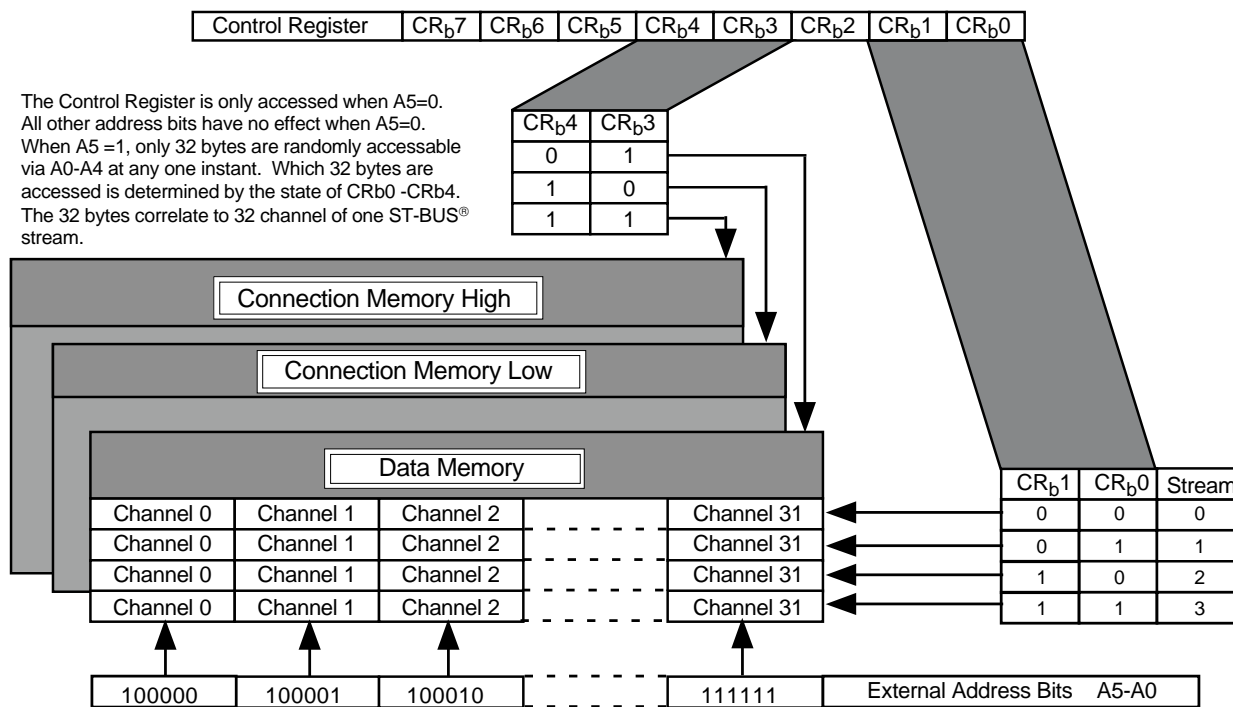 Control Register CRb7 CRb6 CRb5 CRb4 CRb3 CRb2 CRb1 CRb0
The Control Register is only accessed when A5=0.
All other address bits have no effect when A5=0.
When A5 =1, only 32 bytes are randomly accessable
via A0-A4 at any one instant. Which 32 bytes are
accessed is determined by the state of CRb0 -CRb4.
The 32 bytes correlate to 32 channel of one ST-BUS®
stream.
CRb4 CRb3
0 1
1 0
1 1
Connection Memory High
Connection Memory Low
Data Memory
CRb1 CRb0 Stream
Channel 0 Channel 1 Channel 2 Channel 31 0 0 0
Channel 0 Channel 1 Channel 2 Channel 31 0 1 1
Channel 0 Channel 1 Channel 2 Channel 31 1 0 2
Channel 0 Channel 1 Channel 2 Channel 31 1 1 3
100000 100001 100010 111111 External Address Bits A5-A0